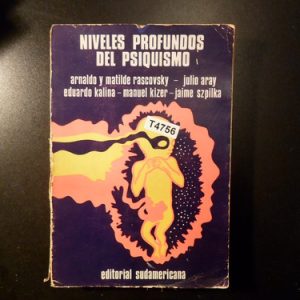 NIVELES PROFUNDOS
DEL PSIQUISMO
arnaldo y matilde rascovsky - julio aray
eduardo kalina - manuel kizer - jaime szpilka
T4756
editorial sudamericana